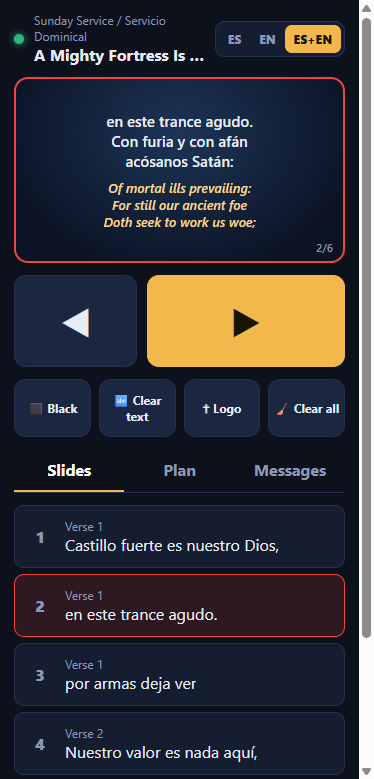 Sunday Service / Servicio
Dominical
A Mighty Fortress Is ...
ES EN ES+EN
en este trance agudo.
Con furia y con afán
acósanos Satán:
Of mortal ills prevailing:
For still our ancient foe
Doth seek to work us woe;
2/6
Black
abc Clear
text
Logo
Clear all
Slides Plan Messages
1 Verse 1
Castillo fuerte es nuestro Dios,
2 Verse 1
en este trance agudo.
3 Verse 1
por armas deja ver
4 Verse 2
Nuestro valor es nada aquí,